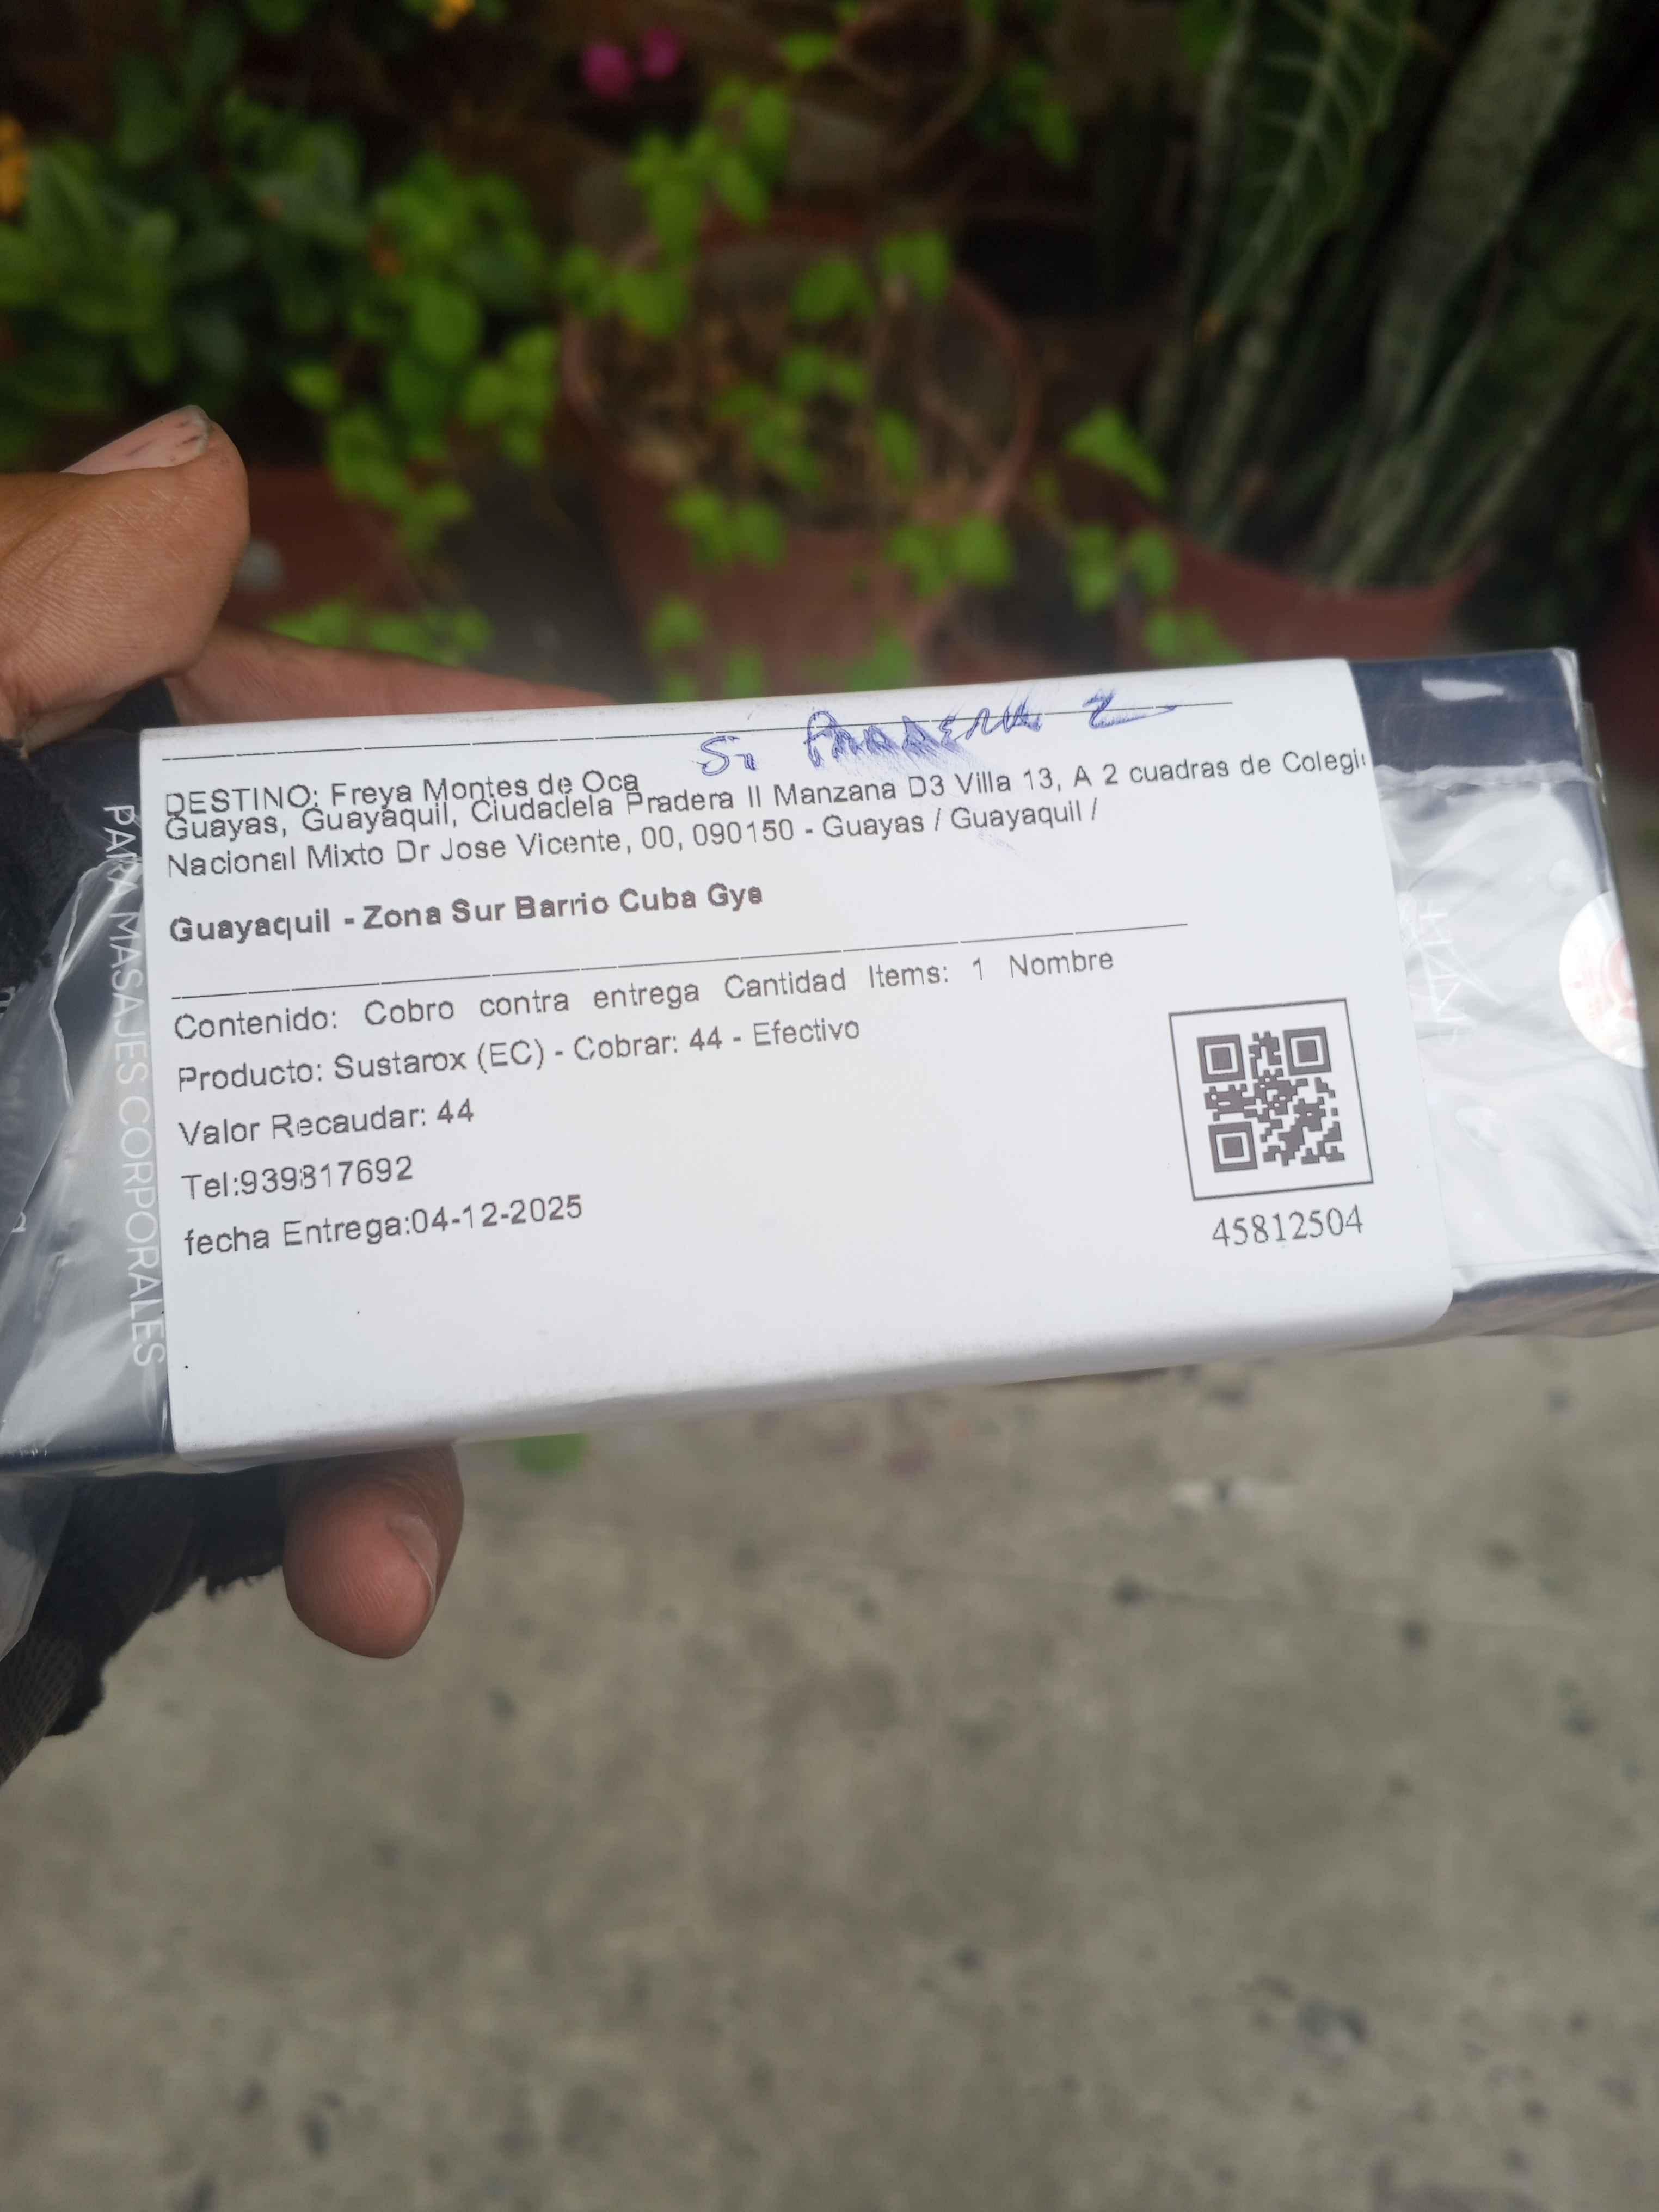 Si PRADERA 2
DESTINO: Freya Montes de Oca
Guayas, Guayaquil, Ciudadela Pradera II Manzana D3 Villa 13, A 2 cuadras de Colegi
Nacional Mixto Dr Jose Vicente, 00, 090150 - Guayas / Guayaquil /
Guayaquil - Zona Sur Barrio Cuba Gye
Contenido: Cobro contra entrega Cantidad Items: 1 Nombre
Producto: Sustarox (EC) - Cobrar: 44 - Efectivo
Valor Recaudar: 44
Tel:939817692
fecha Entrega:04-12-2025
45812504
PARA MASAJES CORPORALES